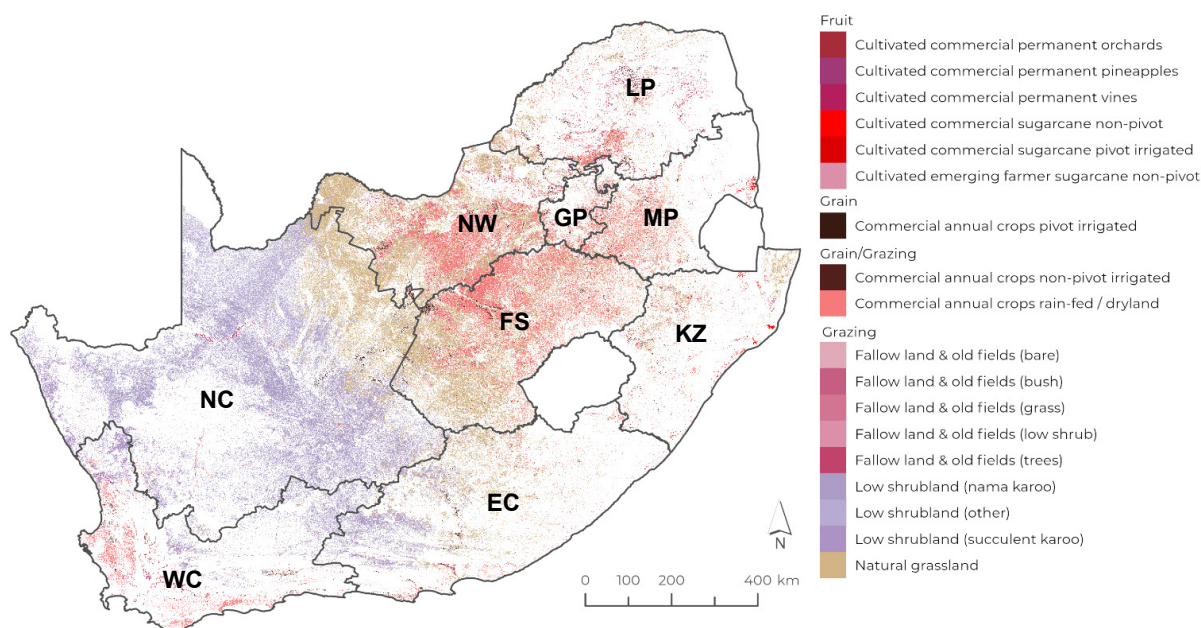 LP
NW
GP
MP
FS
KZ
NC
EC
WC
N
0 100 200 400 km
Fruit
Cultivated commercial permanent orchards
Cultivated commercial permanent pineapples
Cultivated commercial permanent vines
Cultivated commercial sugarcane non-pivot
Cultivated commercial sugarcane pivot irrigated
Cultivated emerging farmer sugarcane non-pivot
Grain
Commercial annual crops pivot irrigated
Grain/Grazing
Commercial annual crops non-pivot irrigated
Commercial annual crops rain-fed / dryland
Grazing
Fallow land & old fields (bare)
Fallow land & old fields (bush)
Fallow land & old fields (grass)
Fallow land & old fields (low shrub)
Fallow land & old fields (trees)
Low shrubland (nama karoo)
Low shrubland (other)
Low shrubland (succulent karoo)
Natural grassland